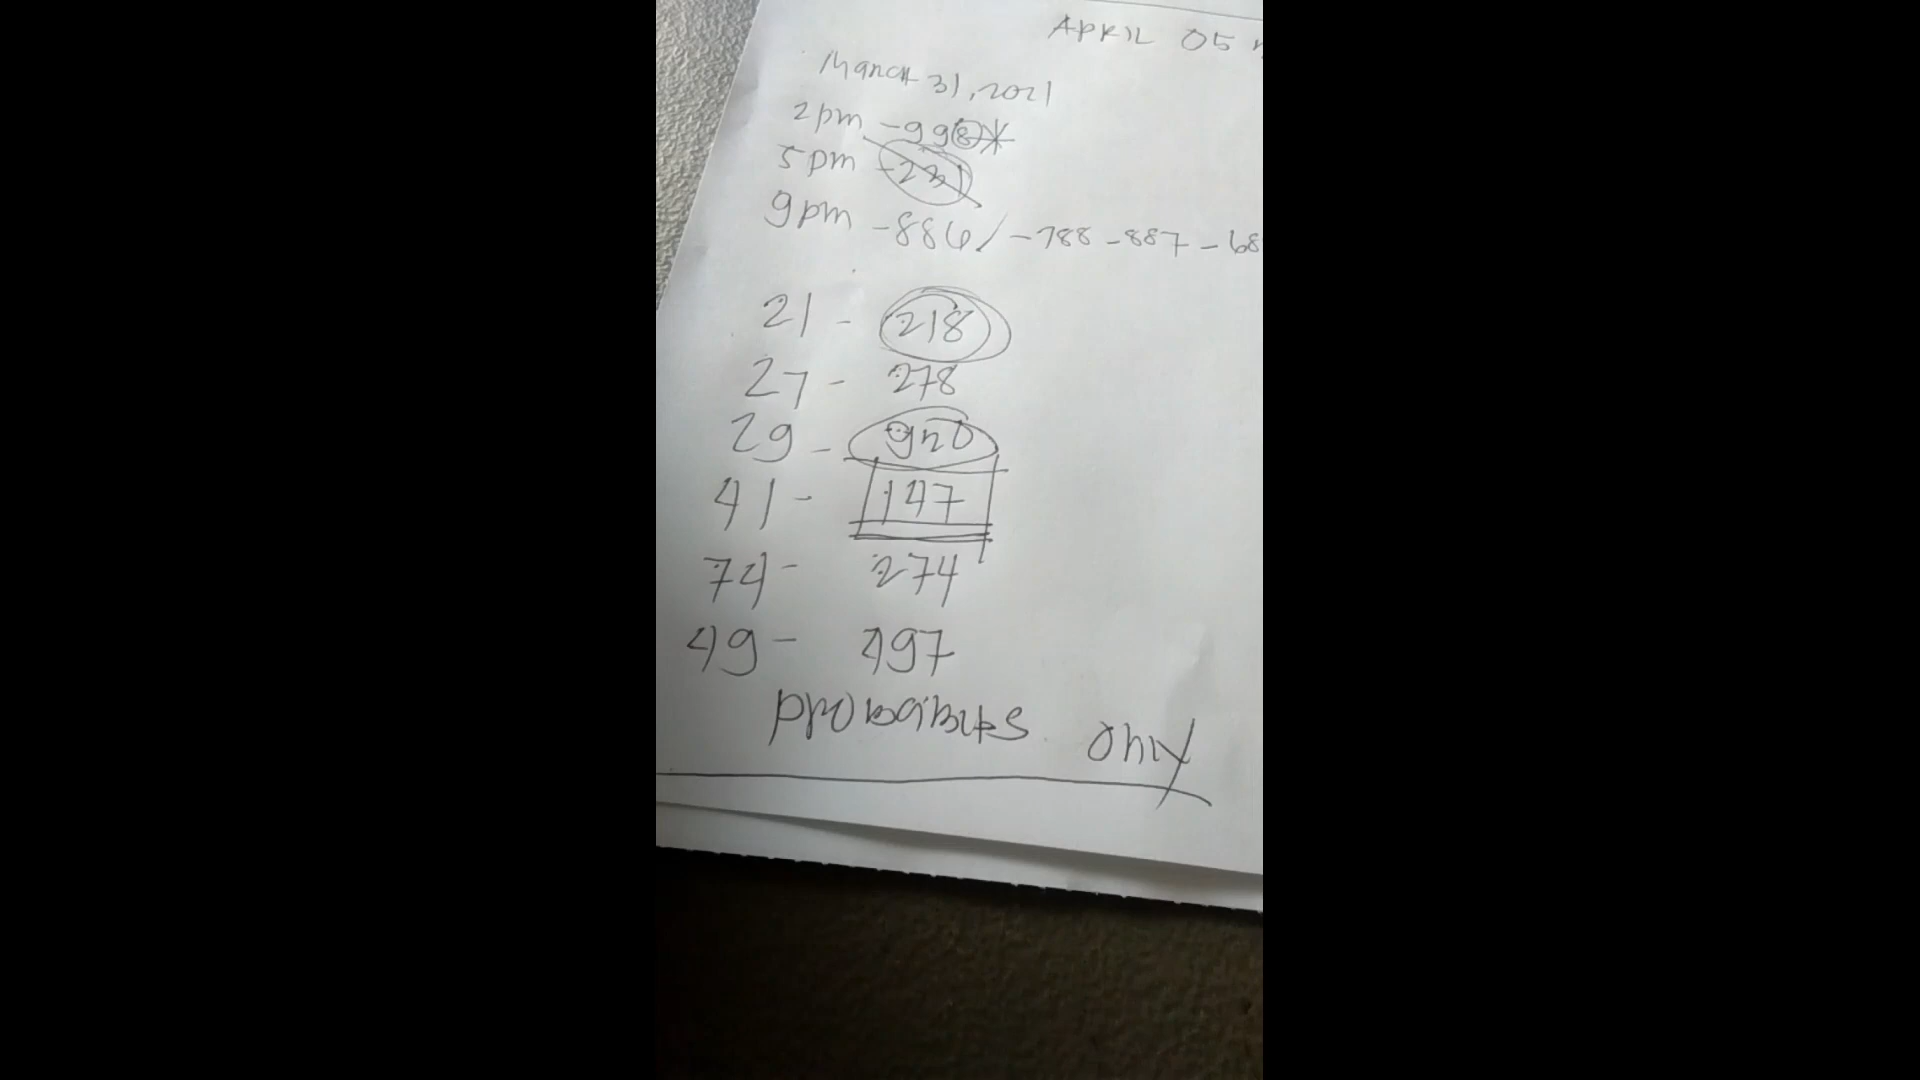 APRIL 05
March 31, 2021
2pm - 998*
5pm - 231
9pm - 886/ - 788 - 887 - 68
21 - 218
27 - 278
29 - 920
41 - 147
74 - 274
49 - 497
only